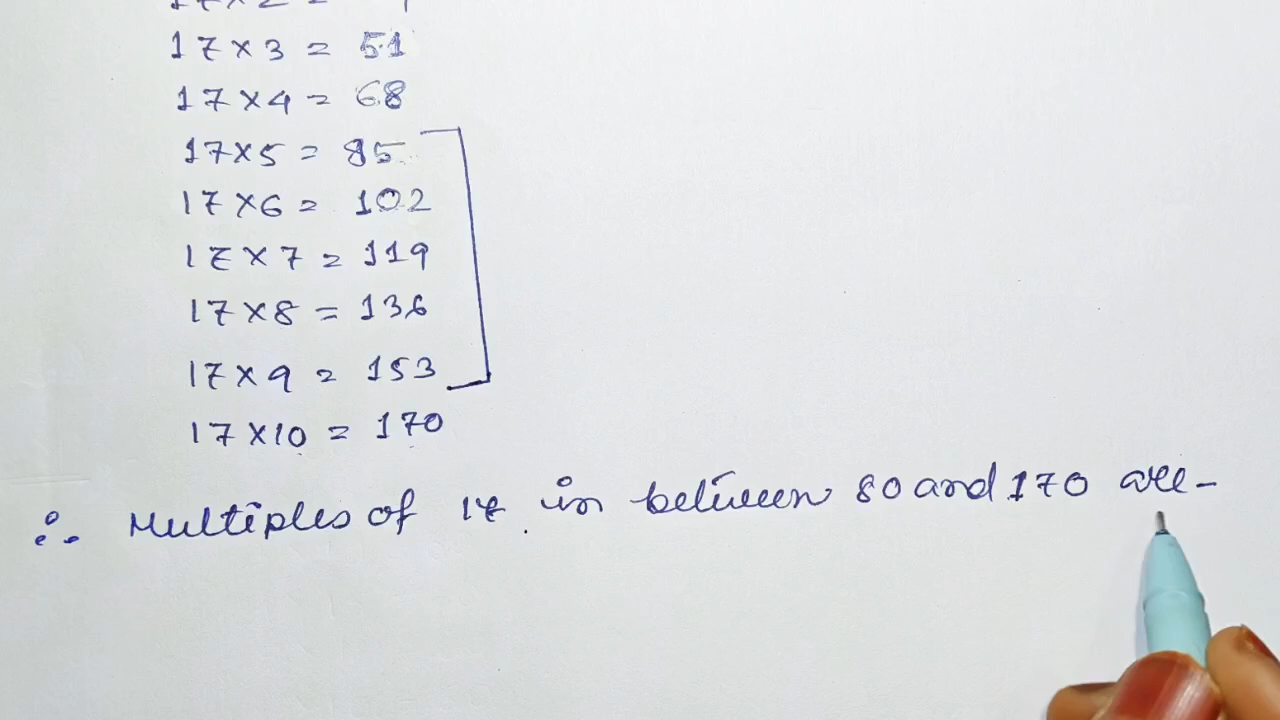 17 × 3 = 51
17 × 4 = 68
17 × 5 = 85
17 × 6 = 102
17 × 7 = 119
17 × 8 = 136
17 × 9 = 153
17 × 10 = 170
∴ Multiples of 17 in between 80 and 170 are -